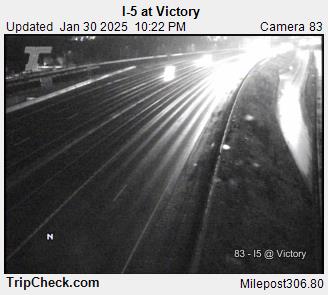 I-5 at Victory
Updated Jan 30 2025 10:22 PM Camera 83
T
N
83 - I5 @ Victory
TripCheck.com Milepost306.80